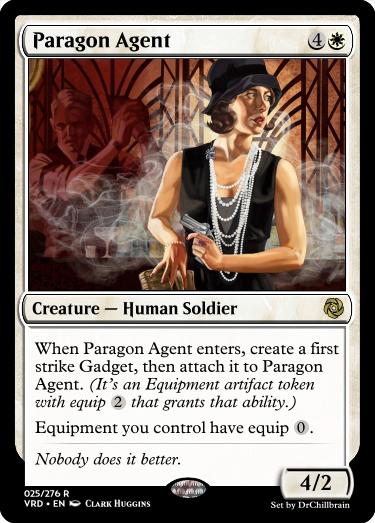 Paragon Agent 4
Creature — Human Soldier
When Paragon Agent enters, create a first
strike Gadget, then attach it to Paragon
Agent. (It's an Equipment artifact token
with equip 2 that grants that ability.)
Equipment you control have equip 0.
Nobody does it better.
4/2
025/276 R
VRD • EN CLARK HUGGINS
Set by DrChillbrain